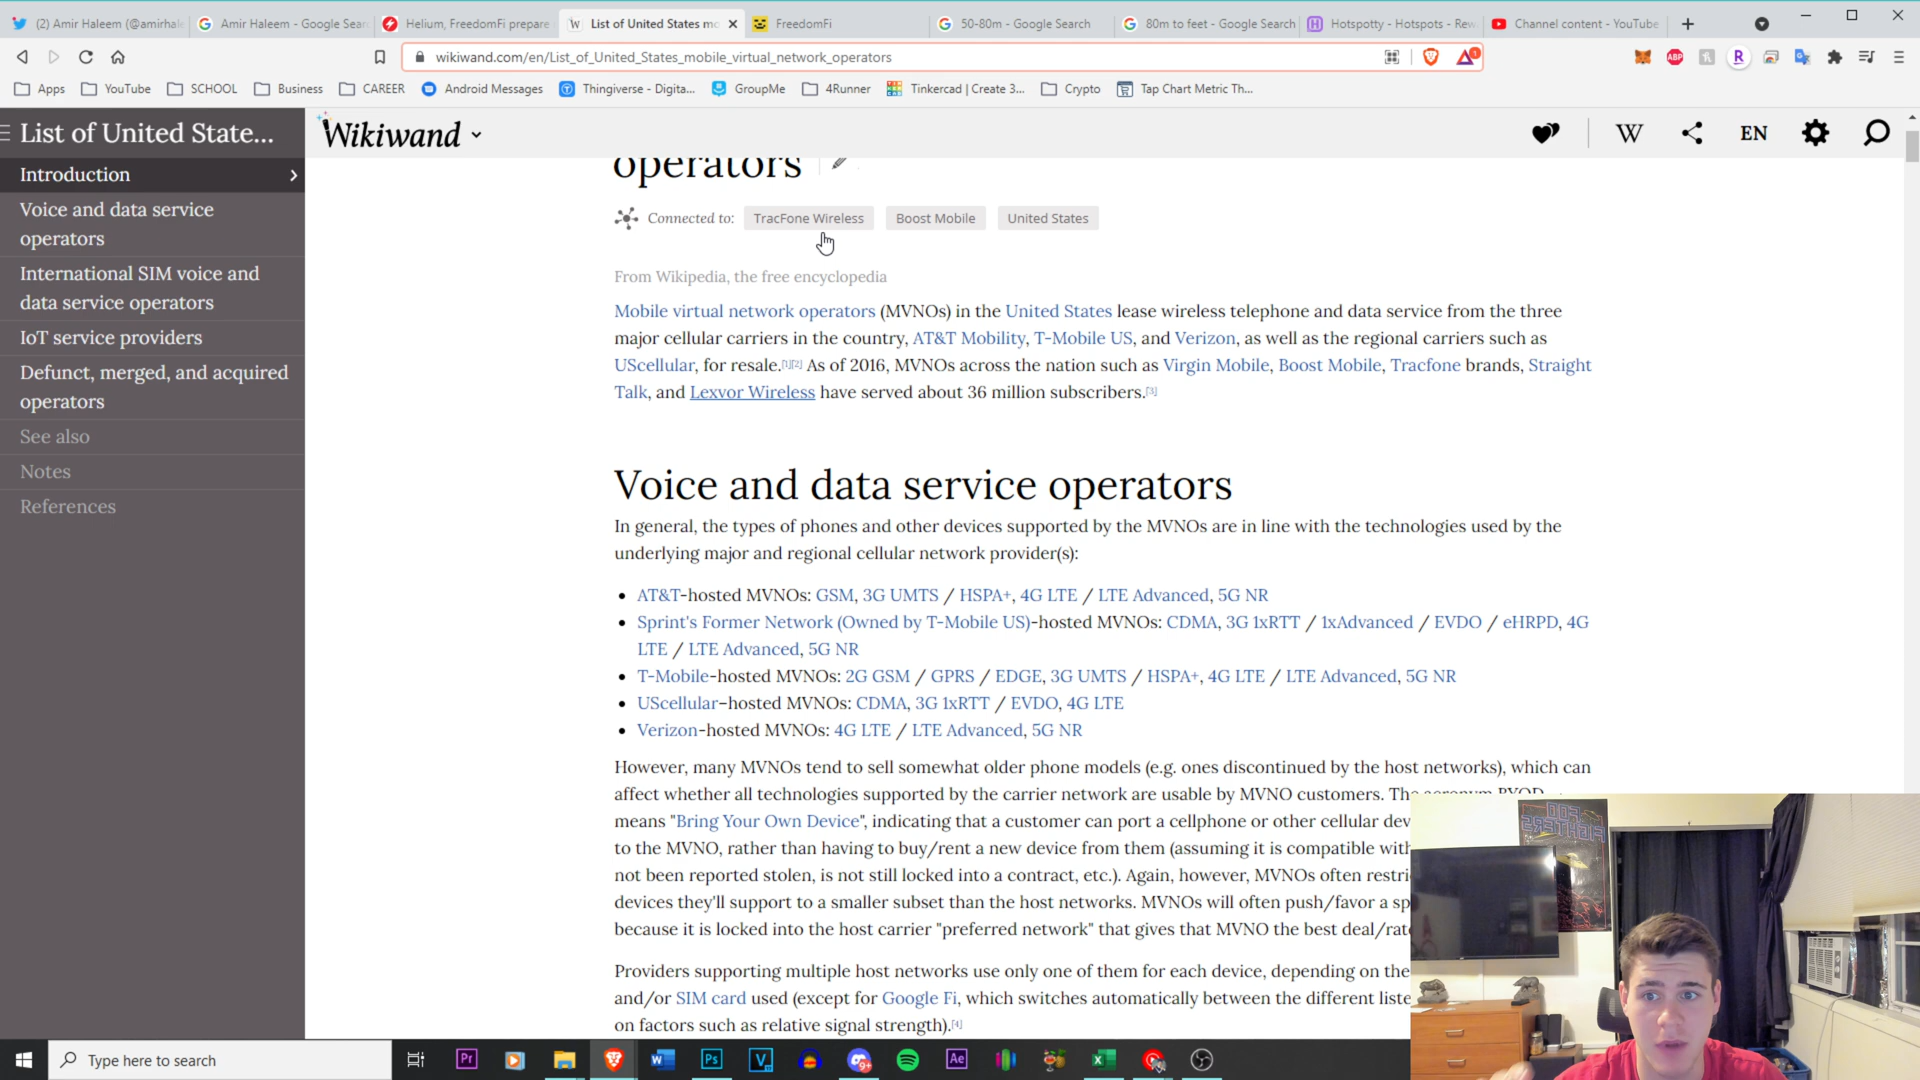 (2) Amir Haleem (@amirhal
Amir Haleem - Google Sear
Helium, FreedomFi prepare
List of United States mo
FreedomFi
50-80m - Google Search
80m to feet - Google Search
Hotspotty - Hotspots - Rew
Channel content - YouTube
wikiwand.com/en/List_of_United_States_mobile_virtual_network_operators
Apps
YouTube
SCHOOL
Business
CAREER
Android Messages
Thingiverse - Digita...
GroupMe
4Runner
Tinkercad | Create 3...
Crypto
Tap Chart Metric Th...
List of United State...
Wikiwand
W
EN
Introduction
Voice and data service
operators
International SIM voice and
data service operators
IoT service providers
Defunct, merged, and acquired
operators
See also
Notes
References
operators
Connected to: TracFone Wireless Boost Mobile United States
From Wikipedia, the free encyclopedia
Mobile virtual network operators (MVNOs) in the United States lease wireless telephone and data service from the three
major cellular carriers in the country, AT&T Mobility, T-Mobile US, and Verizon, as well as the regional carriers such as
UScellular, for resale.[1][2] As of 2016, MVNOs across the nation such as Virgin Mobile, Boost Mobile, Tracfone brands, Straight
Talk, and Lexvor Wireless have served about 36 million subscribers.[3]
Voice and data service operators
In general, the types of phones and other devices supported by the MVNOs are in line with the technologies used by the
underlying major and regional cellular network provider(s):
• AT&T-hosted MVNOs: GSM, 3G UMTS / HSPA+, 4G LTE / LTE Advanced, 5G NR
• Sprint's Former Network (Owned by T-Mobile US)-hosted MVNOs: CDMA, 3G 1xRTT / 1xAdvanced / EVDO / eHRPD, 4G
LTE / LTE Advanced, 5G NR
• T-Mobile-hosted MVNOs: 2G GSM / GPRS / EDGE, 3G UMTS / HSPA+, 4G LTE / LTE Advanced, 5G NR
• UScellular–hosted MVNOs: CDMA, 3G 1xRTT / EVDO, 4G LTE
• Verizon-hosted MVNOs: 4G LTE / LTE Advanced, 5G NR
However, many MVNOs tend to sell somewhat older phone models (e.g. ones discontinued by the host networks), which can
affect whether all technologies supported by the carrier network are usable by MVNO customers. The acronym BYOD
means "Bring Your Own Device", indicating that a customer can port a cellphone or other cellular dev
to the MVNO, rather than having to buy/rent a new device from them (assuming it is compatible with
not been reported stolen, is not still locked into a contract, etc.). Again, however, MVNOs often restri
devices they'll support to a smaller subset than the host networks. MVNOs will often push/favor a sp
because it is locked into the host carrier "preferred network" that gives that MVNO the best deal/rate
Providers supporting multiple host networks use only one of them for each device, depending on the
and/or SIM card used (except for Google Fi, which switches automatically between the different liste
on factors such as relative signal strength).[4]
FOO
FIGHTERS
Type here to search